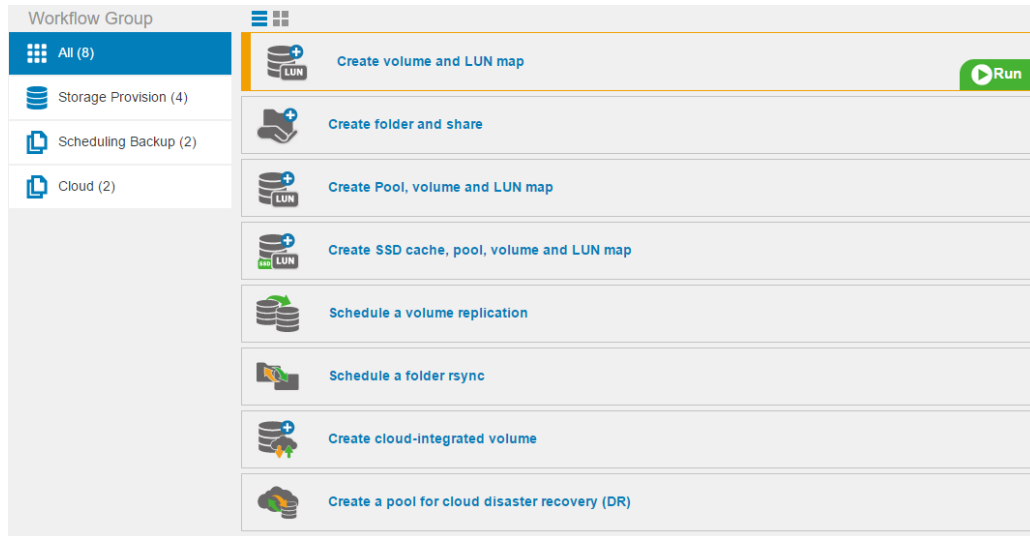 Workflow Group
All (8)
Storage Provision (4)
Scheduling Backup (2)
Cloud (2)
LUN
Create volume and LUN map
Run
Create folder and share
LUN
Create Pool, volume and LUN map
SSD LUN
Create SSD cache, pool, volume and LUN map
Schedule a volume replication
Schedule a folder rsync
Create cloud-integrated volume
Create a pool for cloud disaster recovery (DR)